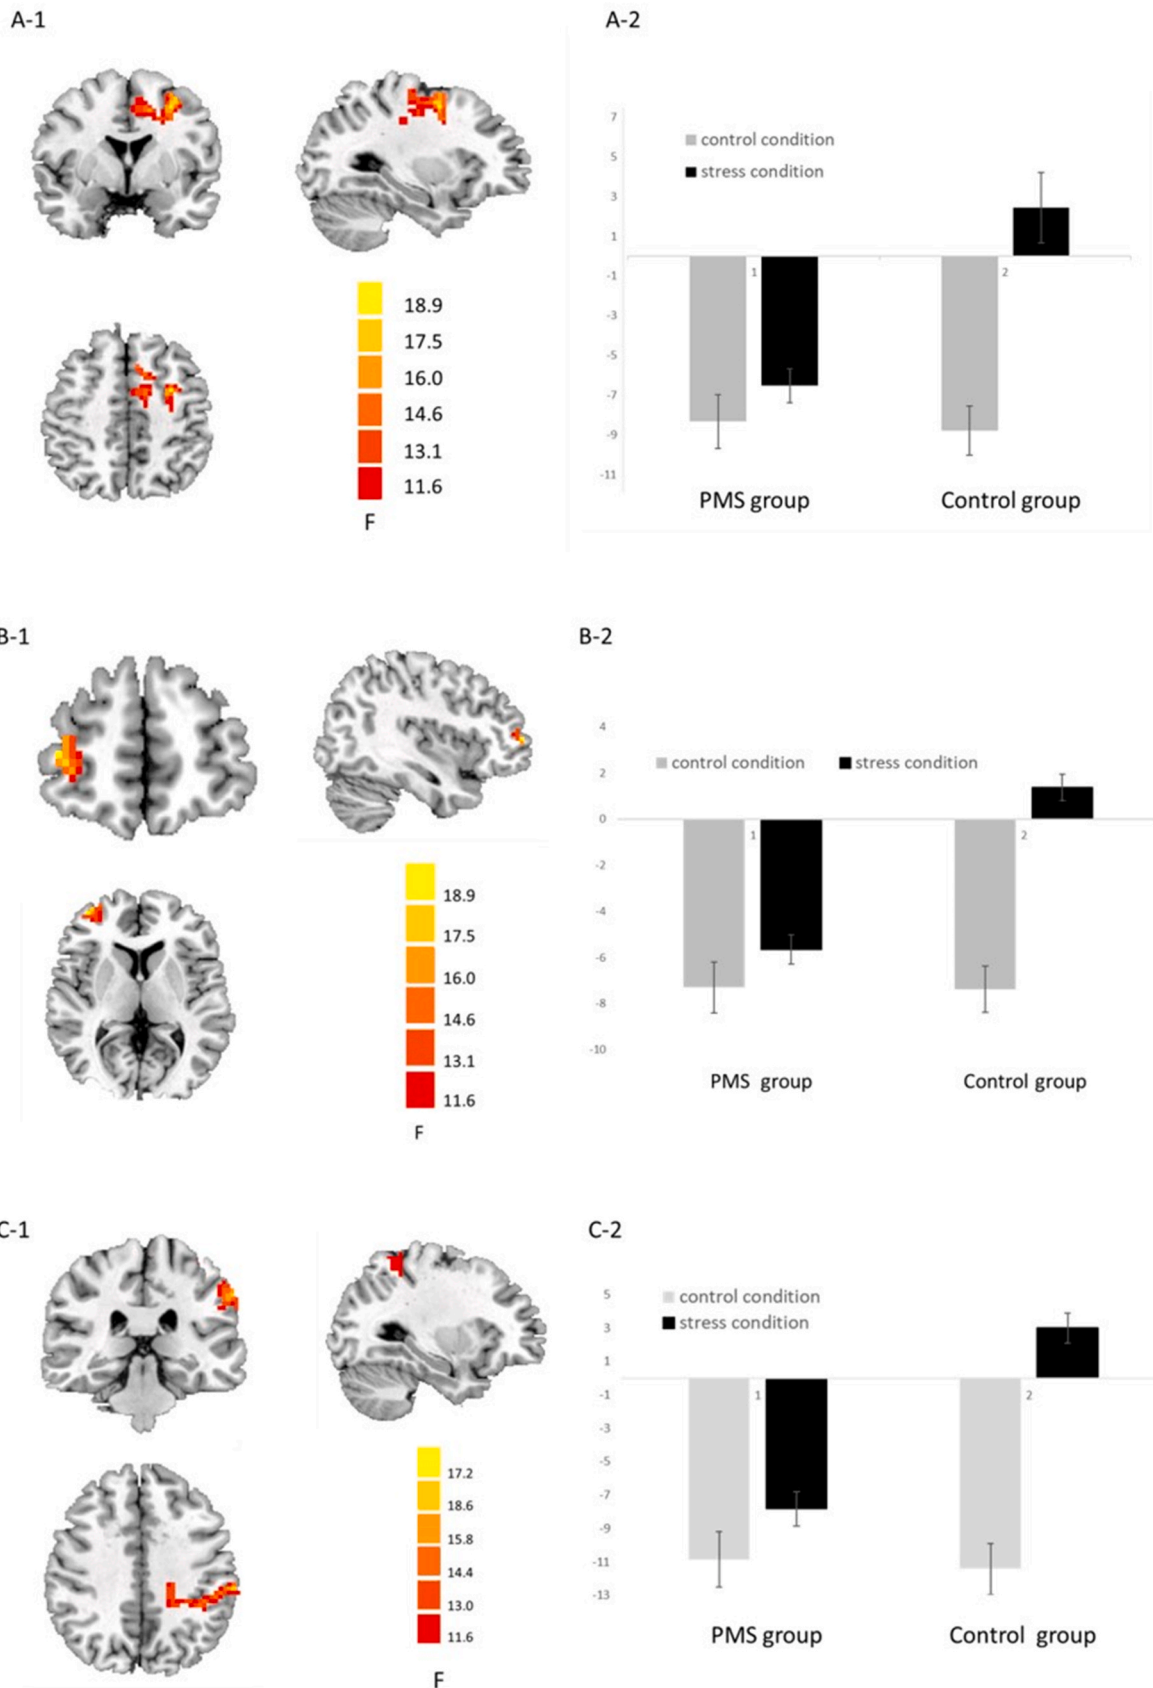 A-1
18.9
17.5
16.0
14.6
13.1
11.6
F
A-2
7
5
3
1
-1
-3
-5
-7
-9
-11
control condition
stress condition
1
2
PMS group
Control group
B-1
18.9
17.5
16.0
14.6
13.1
11.6
F
B-2
4
2
0
-2
-4
-6
-8
-10
control condition
stress condition
1
2
PMS group
Control group
C-1
17.2
18.6
15.8
14.4
13.0
11.6
F
C-2
5
3
1
-1
-3
-5
-7
-9
-11
-13
control condition
stress condition
1
2
PMS group
Control group